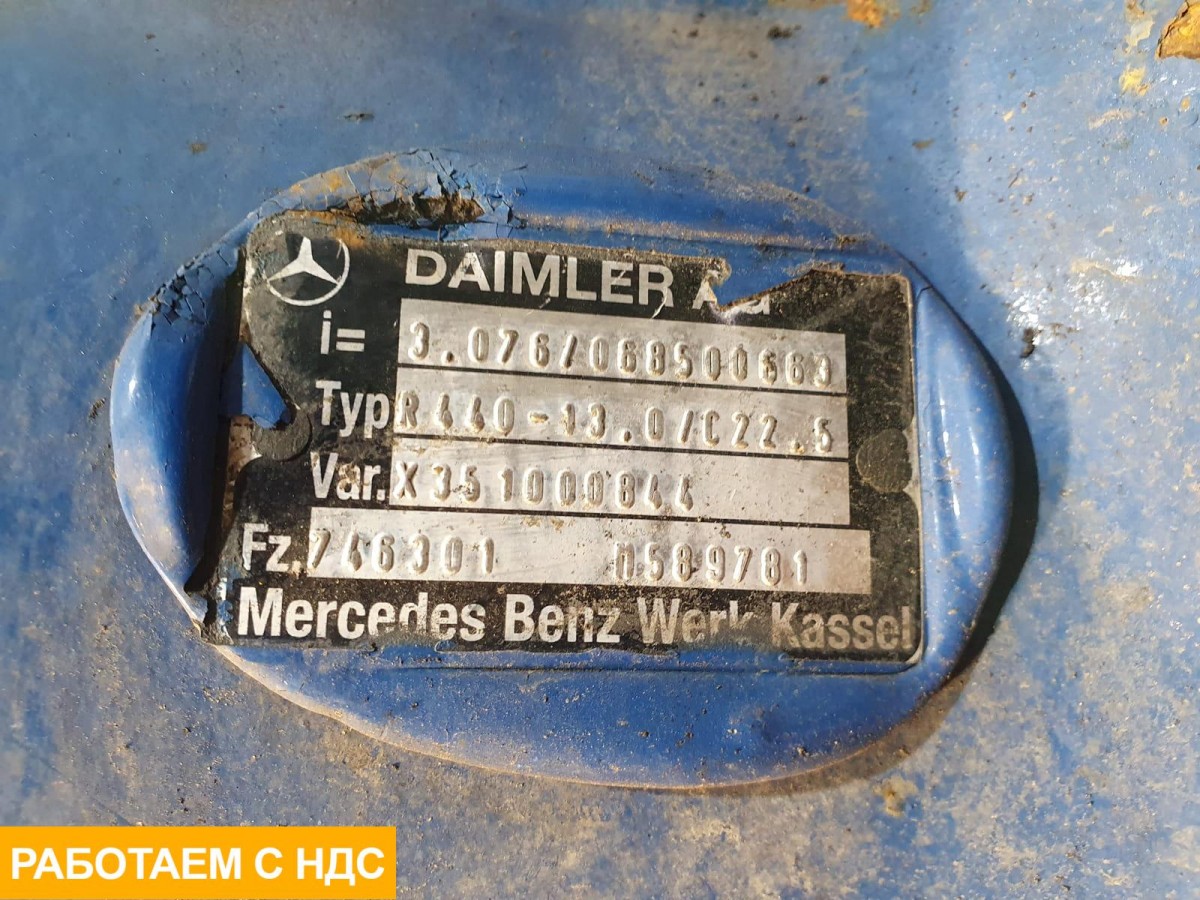 DAIMLER AG
i= 3.076/068500663
Typ R440-13.0/C22.5
Var. X351000844
Fz. 746301 M589781
Mercedes Benz Werk Kassel
РАБОТАЕМ С НДС